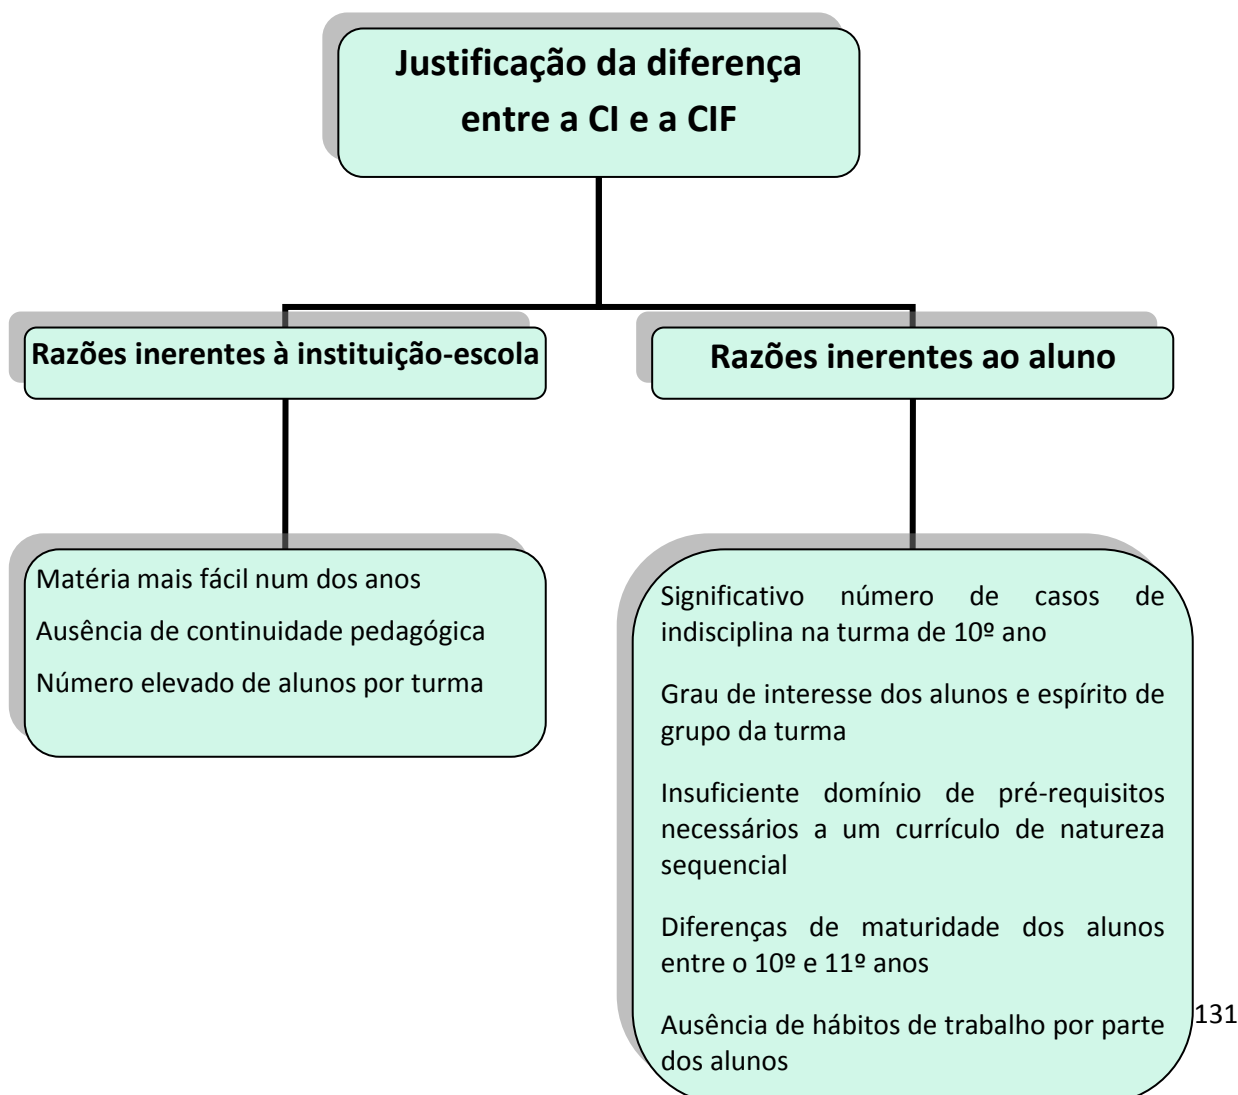 Justificação da diferença
entre a CI e a CIF
Razões inerentes à instituição-escola
Razões inerentes ao aluno
Matéria mais fácil num dos anos
Ausência de continuidade pedagógica
Número elevado de alunos por turma
Significativo número de casos de
indisciplina na turma de 10º ano
Grau de interesse dos alunos e espírito de
grupo da turma
Insuficiente domínio de pré-requisitos
necessários a um currículo de natureza
sequencial
Diferenças de maturidade dos alunos
entre o 10º e 11º anos
Ausência de hábitos de trabalho por parte
dos alunos
131